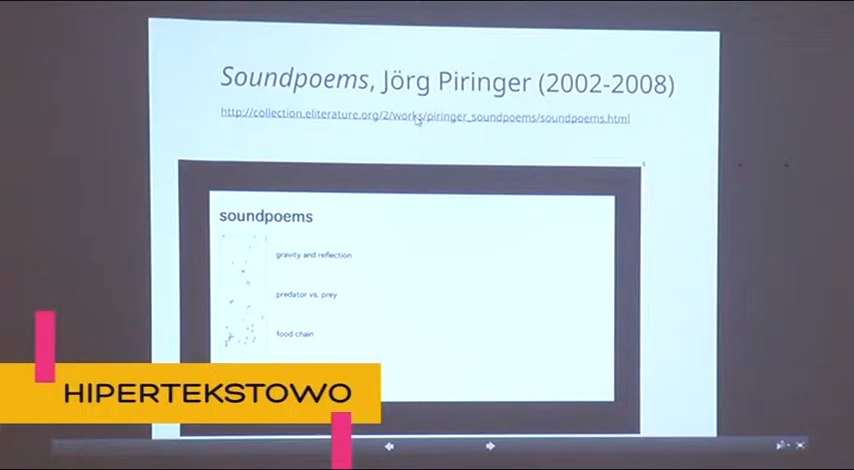 Soundpoems, Jörg Piringer (2002-2008)
http://collection.eliterature.org/2/works/piringer_soundpoems/soundpoems.html
soundpoems
gravity and reflection
predator vs. prey
food chain
HIPERTEKSTOWO